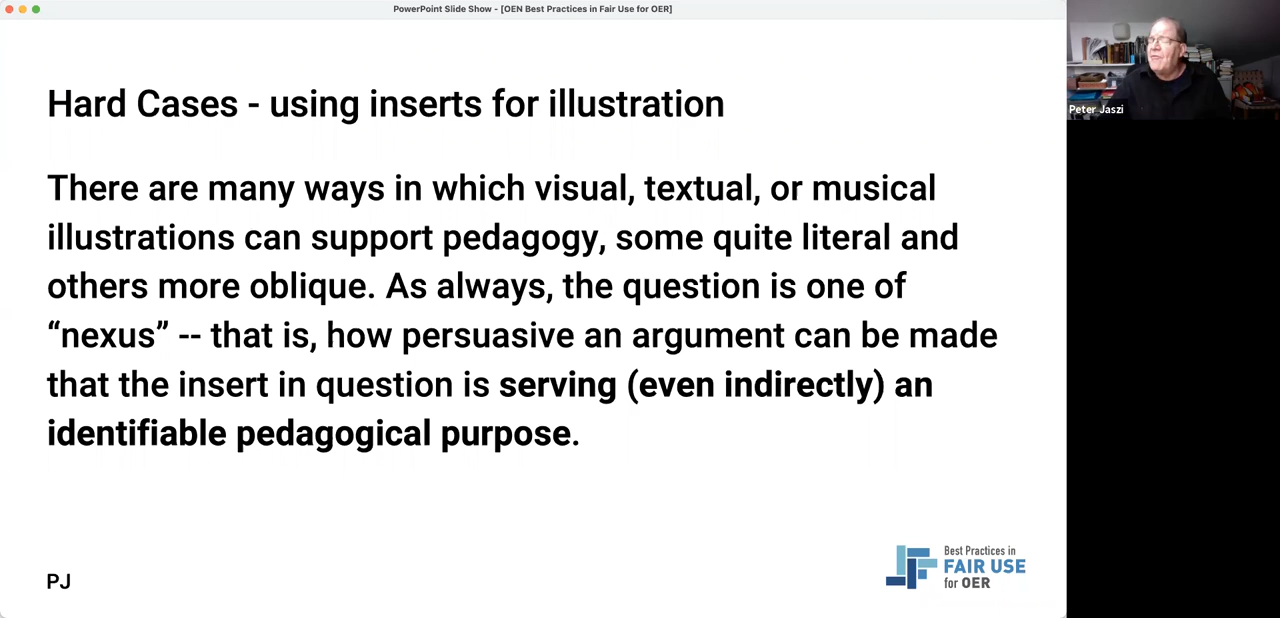 PowerPoint Slide Show - [OEN Best Practices in Fair Use for OER]
Hard Cases - using inserts for illustration
There are many ways in which visual, textual, or musical
illustrations can support pedagogy, some quite literal and
others more oblique. As always, the question is one of
“nexus” -- that is, how persuasive an argument can be made
that the insert in question is serving (even indirectly) an
identifiable pedagogical purpose.
PJ
Best Practices in
FAIR USE
for OER
Peter Jaszi